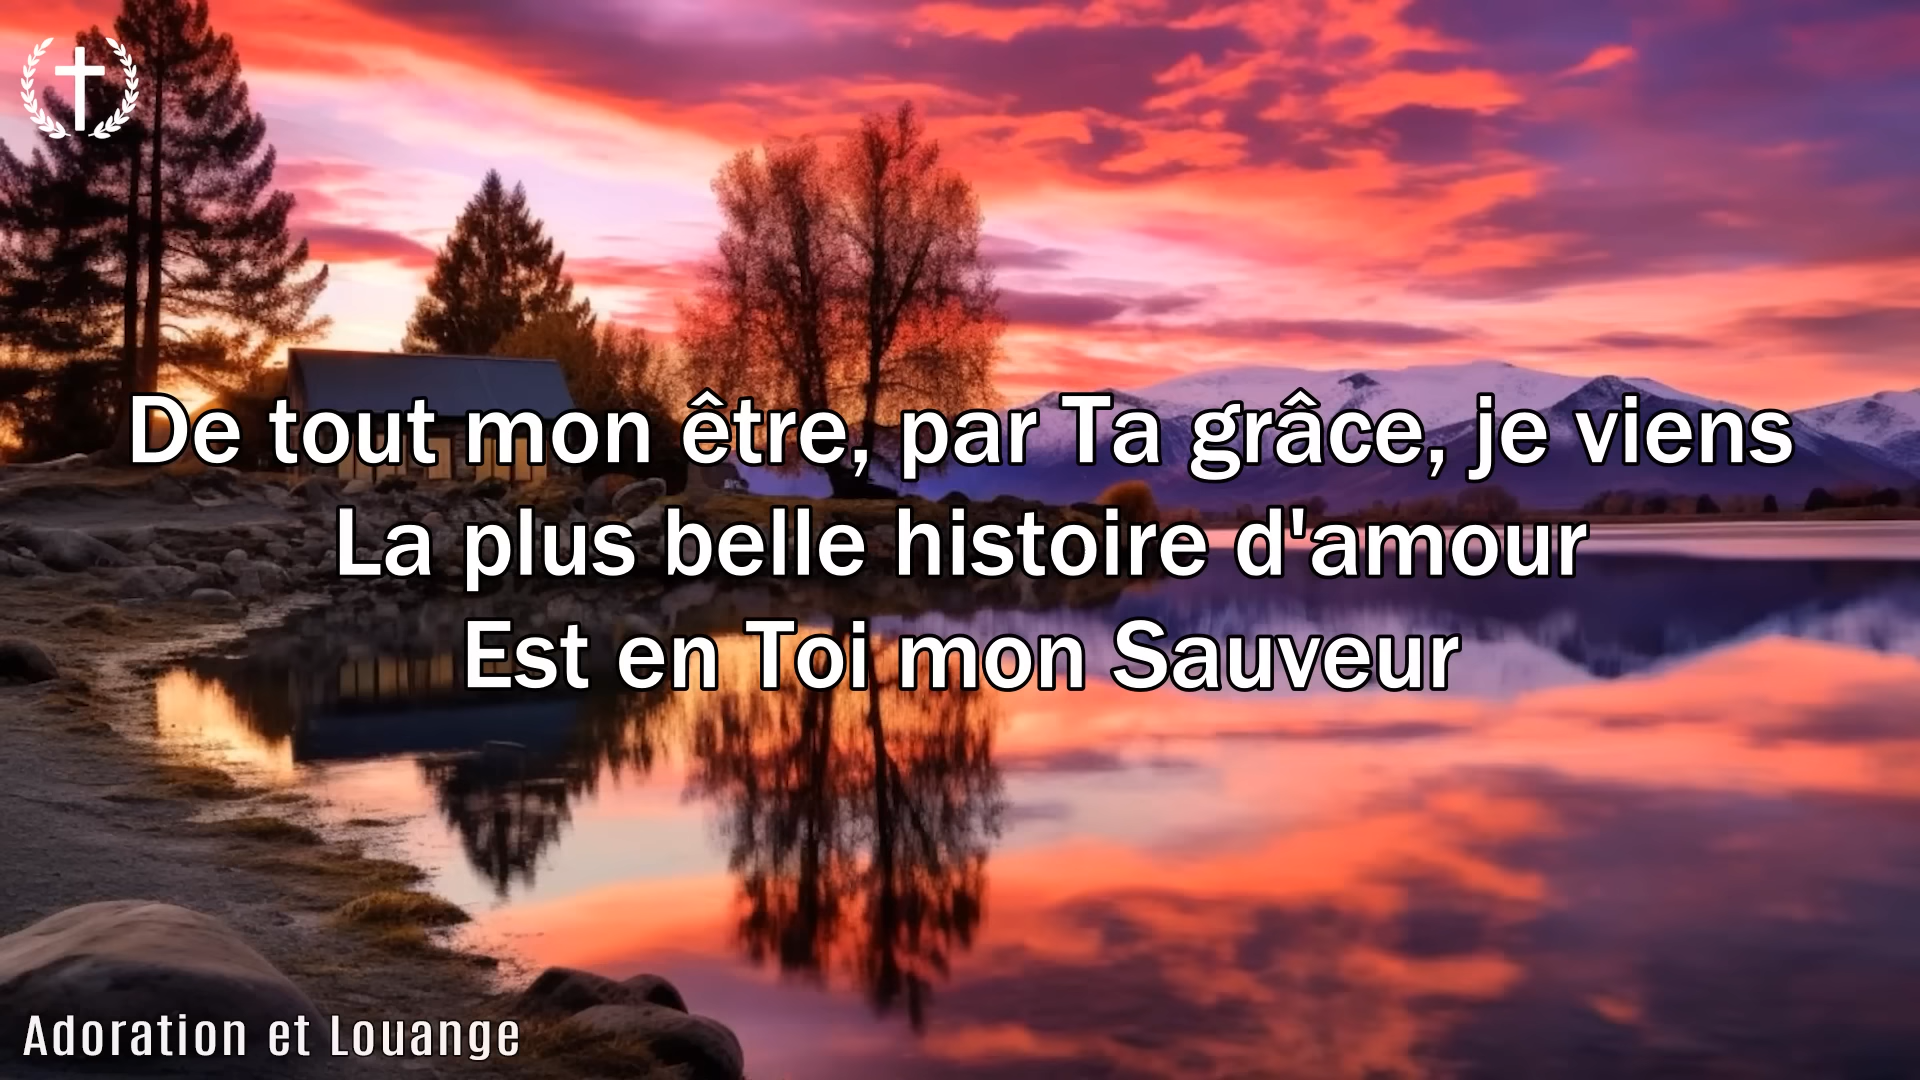 De tout mon être, par Ta grâce, je viens
La plus belle histoire d'amour
Est en Toi mon Sauveur
Adoration et Louange